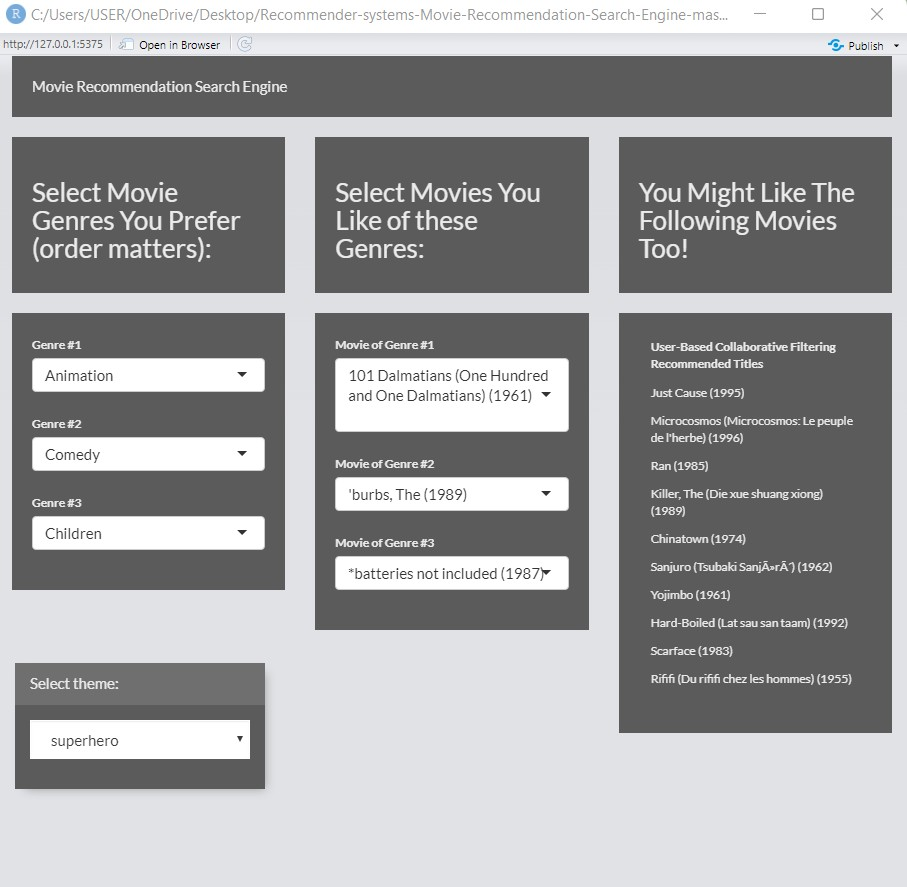 R C:/Users/USER/OneDrive/Desktop/Recommender-systems-Movie-Recommendation-Search-Engine-mas...
http://127.0.0.1:5375 Open in Browser Publish
Movie Recommendation Search Engine
Select Movie
Genres You Prefer
(order matters):
Select Movies You
Like of these
Genres:
You Might Like The
Following Movies
Too!
Genre #1
Animation
Genre #2
Comedy
Genre #3
Children
Movie of Genre #1
101 Dalmatians (One Hundred
and One Dalmatians) (1961)
Movie of Genre #2
'burbs, The (1989)
Movie of Genre #3
*batteries not included (1987)
User-Based Collaborative Filtering
Recommended Titles
Just Cause (1995)
Microcosmos (Microcosmos: Le peuple
de l'herbe) (1996)
Ran (1985)
Killer, The (Die xue shuang xiong)
(1989)
Chinatown (1974)
Sanjuro (Tsubaki SanjÃ»rÃ´) (1962)
Yojimbo (1961)
Hard-Boiled (Lat sau san taam) (1992)
Scarface (1983)
Rififi (Du rififi chez les hommes) (1955)
Select theme:
superhero